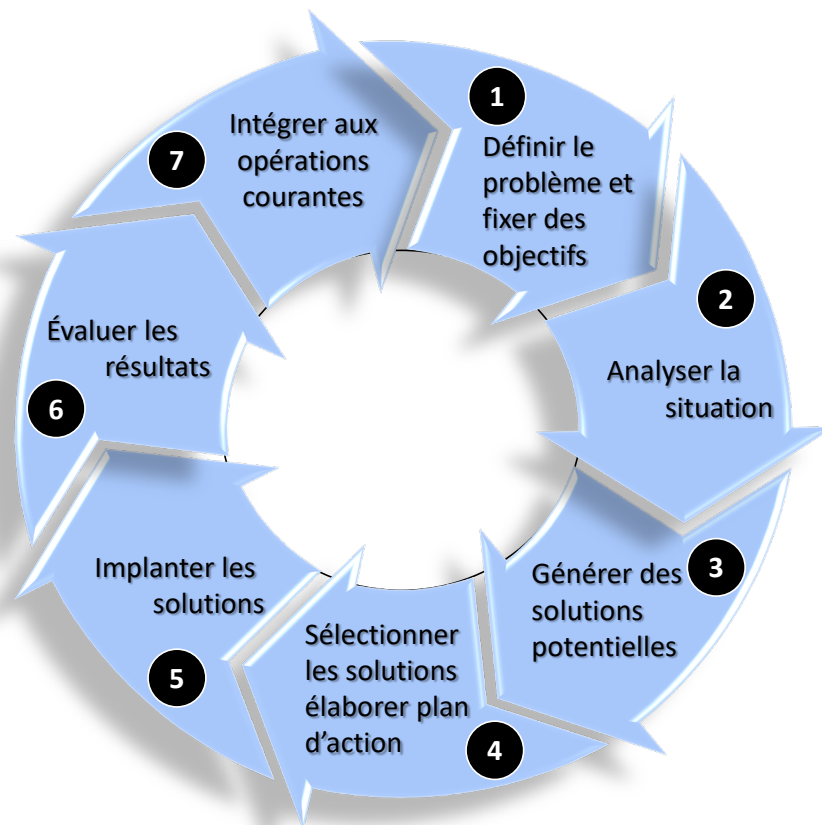 1
Définir le
problème et
fixer des
objectifs
2
Analyser la
situation
3
Générer des
solutions
potentielles
4
Sélectionner
les solutions
élaborer plan
d’action
5
Implanter les
solutions
6
Évaluer les
résultats
7
Intégrer aux
opérations
courantes